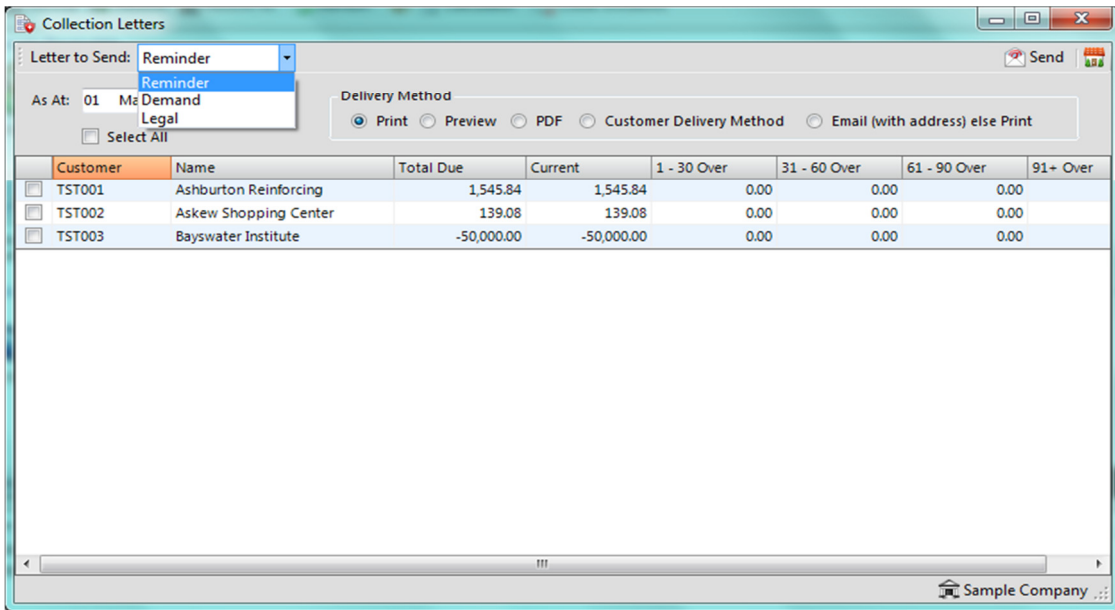 Collection Letters
Letter to Send: Reminder Send
Reminder
Demand
Legal
As At: 01 Ma
Select All
Delivery Method
Print Preview PDF Customer Delivery Method Email (with address) else Print
Customer Name Total Due Current 1 - 30 Over 31 - 60 Over 61 - 90 Over 91+ Over
TST001 Ashburton Reinforcing 1,545.84 1,545.84 0.00 0.00 0.00
TST002 Askew Shopping Center 139.08 139.08 0.00 0.00 0.00
TST003 Bayswater Institute -50,000.00 -50,000.00 0.00 0.00 0.00
Sample Company